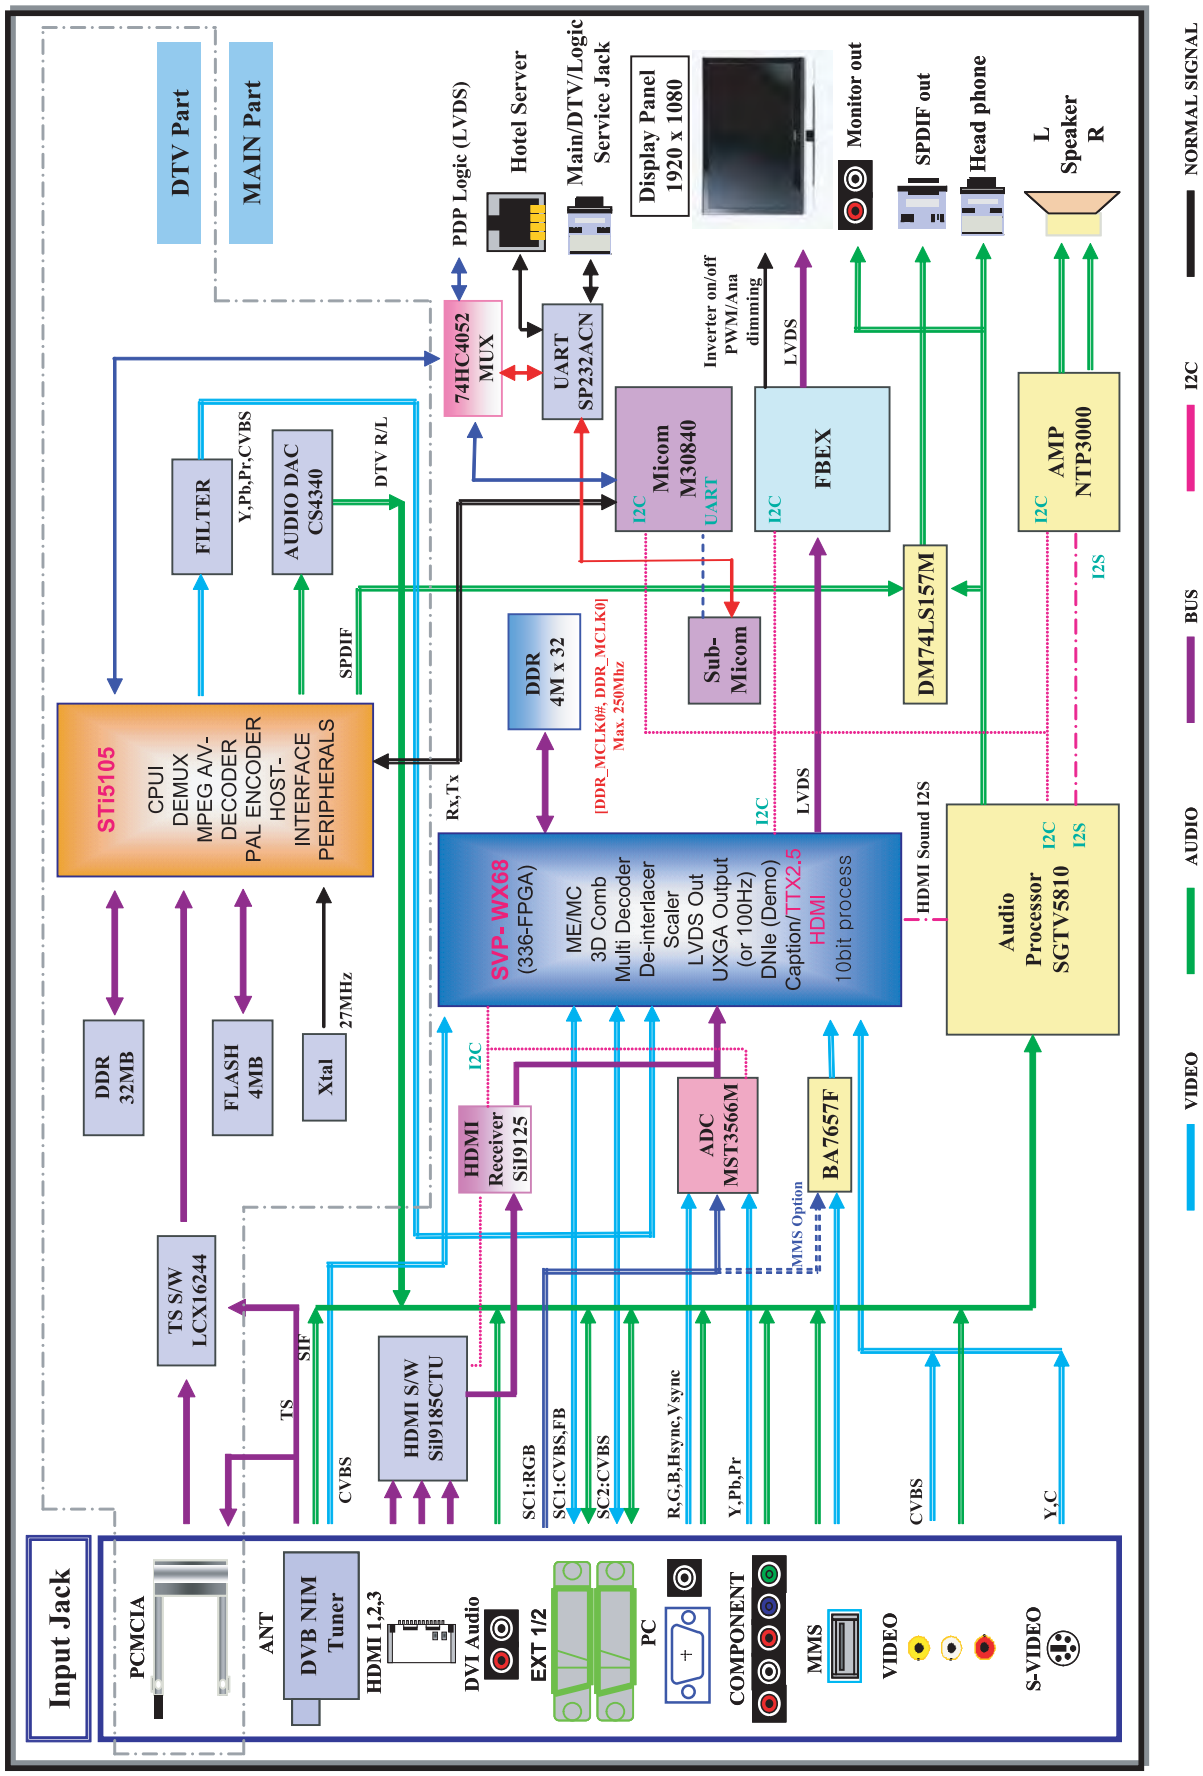 Input Jack
PCMCIA
ANT
DVB NIM
Tuner
HDMI 1,2,3
DVI Audio
EXT 1/2
PC
COMPONENT
MMS
VIDEO
S-VIDEO
TS
SIF
CVBS
SC1:RGB
SC1:CVBS,FB
SC2:CVBS
R,G,B,Hsync,Vsync
Y,Pb,Pr
CVBS
Y,C
TS S/W
LCX16244
HDMI S/W
SiI9185CTU
HDMI
Receiver
SiI9125
ADC
MST3566M
BA7657F
MMS Option
I2C
DDR
32MB
FLASH
4MB
Xtal
27MHz
STi5105
CPUI
DEMUX
MPEG A/V-
DECODER
PAL ENCODER
HOST-
INTERFACE
PERIPHERALS
SVP- WX68
(336-FPGA)
ME/MC
3D Comb
Multi Decoder
De-interlacer
Scaler
LVDS Out
UXGA Output
(or 100Hz)
DNIe (Demo)
Caption/TTX2.5
HDMI
10bit process
Audio
Processor
SGTV5810
I2C
I2S
HDMI Sound I2S
Rx,Tx
I2C
LVDS
SPDIF
DDR
4M x 32
[DDR_MCLK0#, DDR_MCLK0]
Max. 250Mhz
Sub-
Micom
DM74LS157M
I2S
FILTER
Y,Pb,Pr,CVBS
AUDIO DAC
CS4340
DTV R/L
Micom
M30840
I2C
UART
FBEX
I2C
AMP
NTP3000
I2C
74HC4052
MUX
UART
SP232ACN
Inverter on/off
PWM/Ana
dimming
LVDS
DTV Part
MAIN Part
PDP Logic (LVDS)
Hotel Server
Main/DTV/Logic
Service Jack
Display Panel
1920 x 1080
Monitor out
SPDIF out
Head phone
L
Speaker
R
VIDEO
AUDIO
BUS
I2C
NORMAL SIGNAL